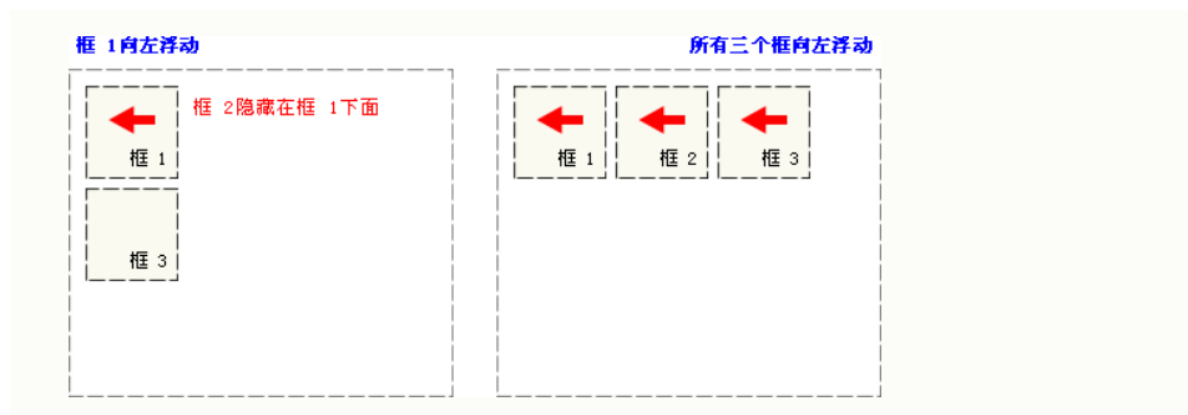 框 1向左浮动
所有三个框向左浮动
框 2隐藏在框 1下面
框 1
框 3
框 1
框 2
框 3